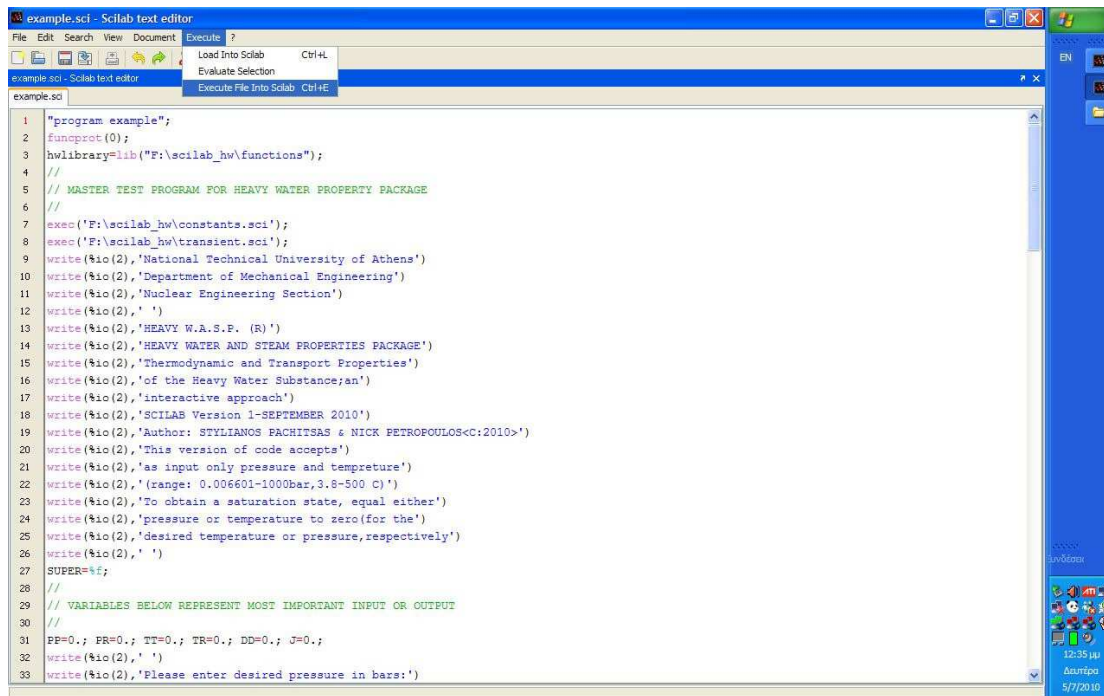 example.sci - Scilab text editor
File Edit Search View Document Execute ?
Load Into Scilab Ctrl+L
Evaluate Selection
Execute File Into Scilab Ctrl+E
EN
example.sci - Scilab text editor
example.sci
1 "program example";
2 funcprot(0);
3 hwlibrary=lib("F:\scilab_hw\functions");
4 //
5 // MASTER TEST PROGRAM FOR HEAVY WATER PROPERTY PACKAGE
6 //
7 exec('F:\scilab_hw\constants.sci');
8 exec('F:\scilab_hw\transient.sci');
9 write(%io(2),'National Technical University of Athens')
10 write(%io(2),'Department of Mechanical Engineering')
11 write(%io(2),'Nuclear Engineering Section')
12 write(%io(2),' ')
13 write(%io(2),'HEAVY W.A.S.P. (R)')
14 write(%io(2),'HEAVY WATER AND STEAM PROPERTIES PACKAGE')
15 write(%io(2),'Thermodynamic and Transport Properties')
16 write(%io(2),'of the Heavy Water Substance;an')
17 write(%io(2),'interactive approach')
18 write(%io(2),'SCILAB Version 1-SEPTEMBER 2010')
19 write(%io(2),'Author: STYLIANOS PACHITSAS & NICK PETROPOULOS<C:2010>')
20 write(%io(2),'This version of code accepts')
21 write(%io(2),'as input only pressure and tempreture')
22 write(%io(2),'(range: 0.006601-1000bar,3.8-500 C)')
23 write(%io(2),'To obtain a saturation state, equal either')
24 write(%io(2),'pressure or temperature to zero(for the')
25 write(%io(2),'desired temperature or pressure,respectively')
26 write(%io(2),' ')
27 SUPER=%f;
28 //
29 // VARIABLES BELOW REPRESENT MOST IMPORTANT INPUT OR OUTPUT
30 //
31 PP=0.; PR=0.; TT=0.; TR=0.; DD=0.; J=0.;
32 write(%io(2),' ')
33 write(%io(2),'Please enter desired pressure in bars:')
12:35 μμ
Δευτέρα
5/7/2010